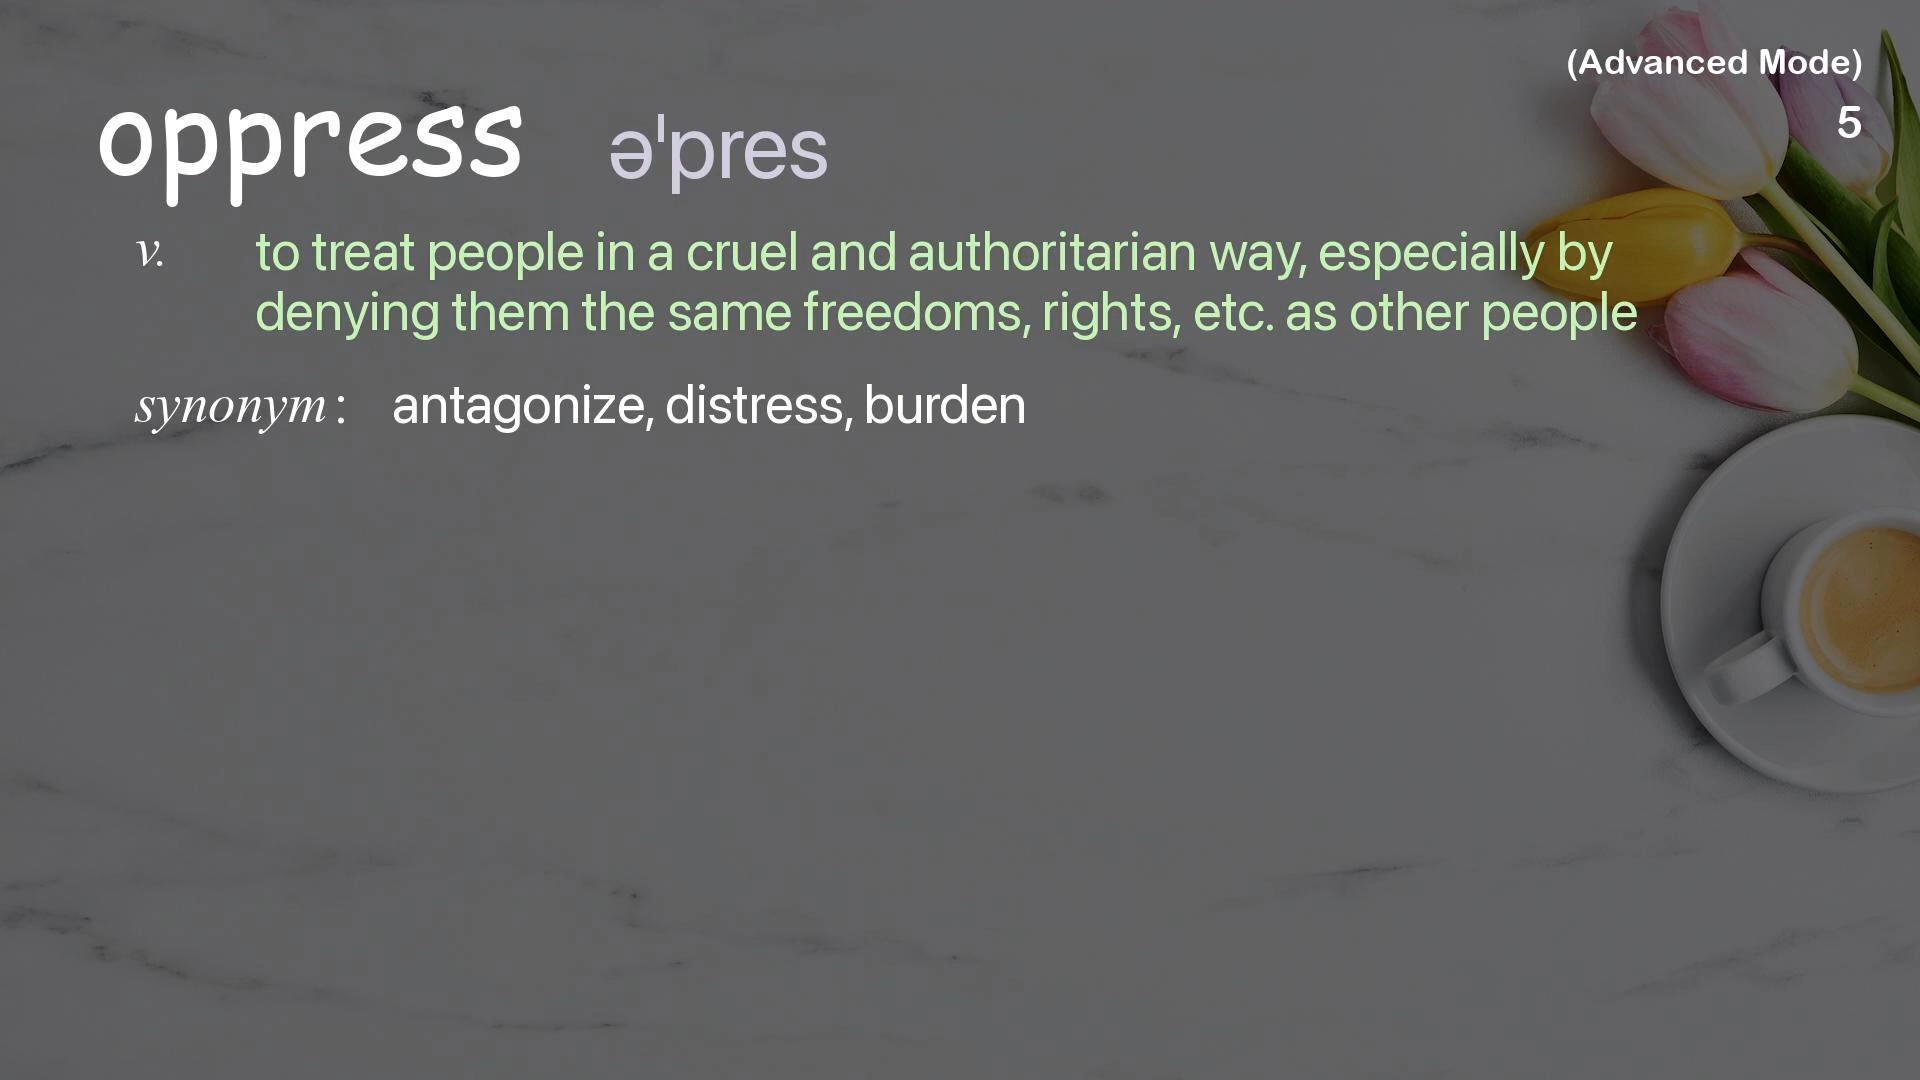 (Advanced Mode)
5
oppress əˈpres
v. to treat people in a cruel and authoritarian way, especially by
denying them the same freedoms, rights, etc. as other people
synonym : antagonize, distress, burden